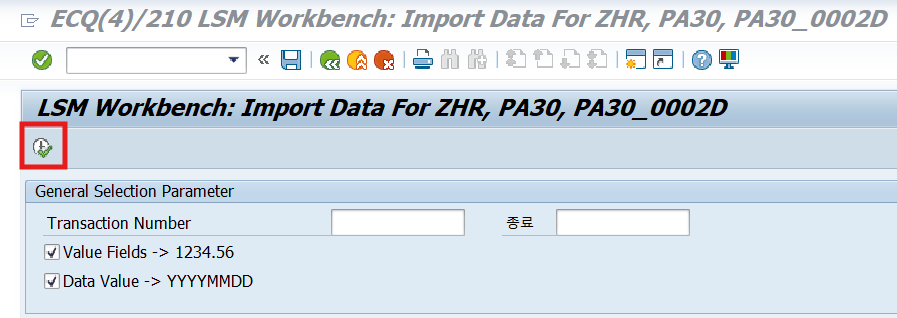 ECQ(4)/210 LSM Workbench: Import Data For ZHR, PA30, PA30_0002D
LSM Workbench: Import Data For ZHR, PA30, PA30_0002D
General Selection Parameter
Transaction Number 종료
Value Fields -> 1234.56
Data Value -> YYYYMMDD